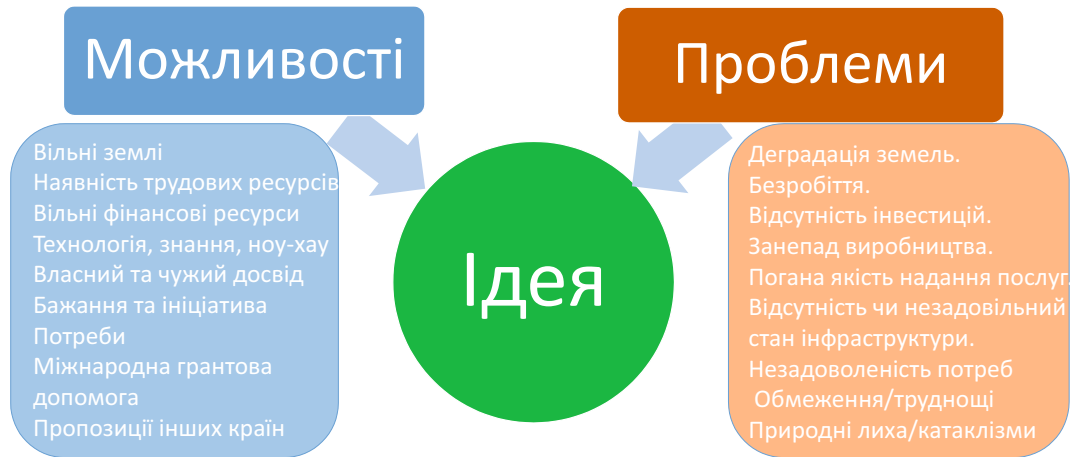 Можливості
Вільні землі
Наявність трудових ресурсів
Вільні фінансові ресурси
Технологія, знання, ноу-хау
Власний та чужий досвід
Бажання та ініціатива
Потреби
Міжнародна грантова
допомога
Пропозиції інших країн
Ідея
Проблеми
Деградація земель.
Безробіття.
Відсутність інвестицій.
Занепад виробництва.
Погана якість надання послуг.
Відсутність чи незадовільний
стан інфраструктури.
Незадоволеність потреб
Обмеження/труднощі
Природні лиха/катаклізми